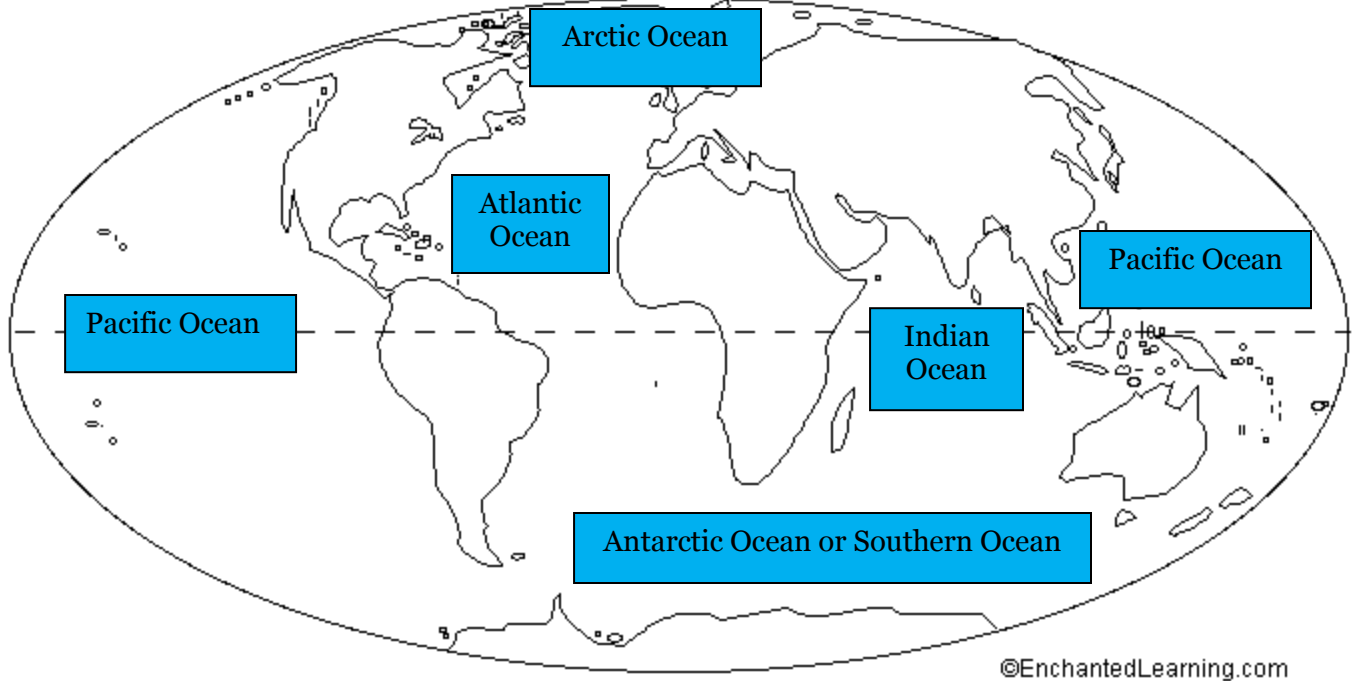 Arctic Ocean
Atlantic
Ocean
Pacific Ocean
Pacific Ocean
Indian
Ocean
Antarctic Ocean or Southern Ocean
©EnchantedLearning.com